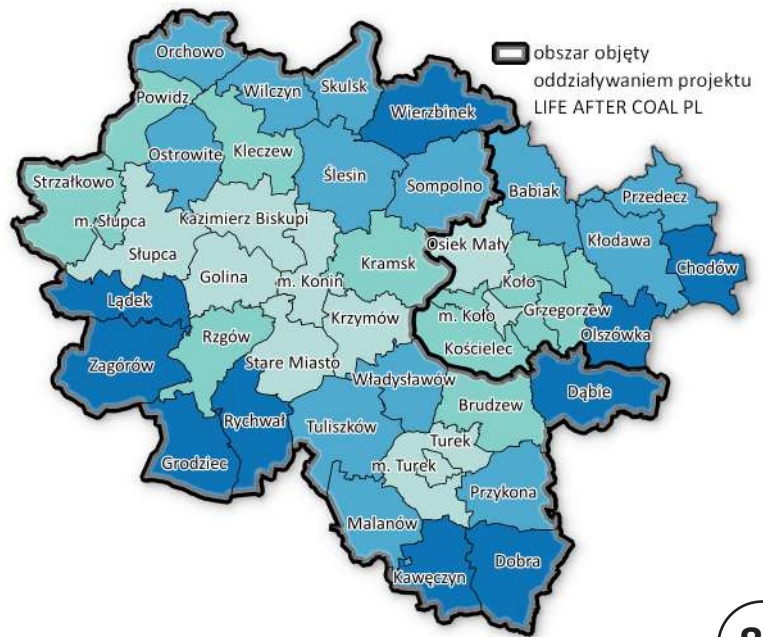 Orchowo
obszar objęty
oddziaływaniem projektu
LIFE AFTER COAL PL
Powidz
Wilczyn
Skulsk
Wierzbinek
Ostrowite
Kleczew
Ślesin
Sompolno
Strzałkowo
m. Słupca
Kazimierz Biskupi
Babiak
Przedecz
Słupca
Golina
m. Konin
Kramsk
Osiek Mały
Kłodawa
Chodów
Koło
Lądek
Krzymów
m. Koło
Grzegorzew
Olszówka
Zagórów
Rzgów
Stare Miasto
Kościelec
Władysławów
Dąbie
Grodziec
Rychwał
Tuliszków
Brudzew
Turek
m. Turek
Przykona
Malanów
Kawęczyn
Dobra